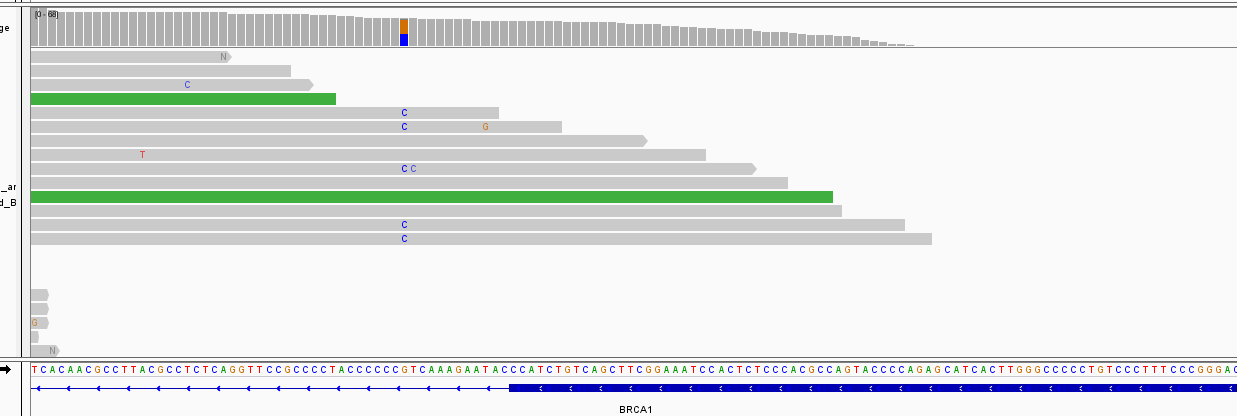 [0 - 68]
ge
N
C
C
C G
T
C C
_ar
d_B
C
C
G
N
TCACAACGCCTTACGCCTCTCAGGTTCCGCCCCTACCCCCCGTCAAAGAATACCCATCTGTCAGCTTCGGAAATCCACTCTCCCACGCCAGTACCCCAGAGCATCACTTGGGCCCCCTGTCCCTTTCCCGGGAC
BRCA1